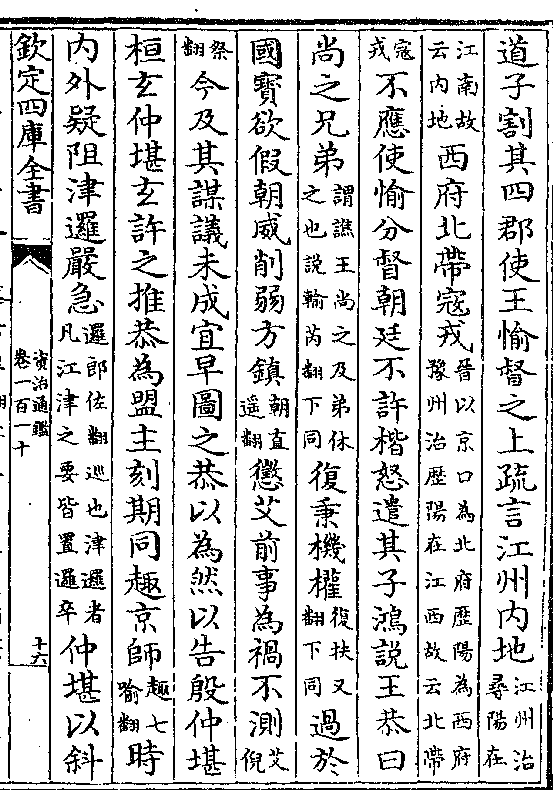 道子割其四郡使王愉督之上疏言江州内地江州治尋陽在
江南故云内地西府北帶寇戎晉以京口為北府歴陽為西府豫州治歴陽在江西故云北帶
寇戎不應使愉分督朝廷不許楷怒遣其子鴻說王恭曰
尚之兄弟謂譙王尚之及弟休之也説輸芮翻下同復秉機權復扶又翻下同過於
國寳欲假朝威削弱方鎮朝直遥翻懲艾前事為禍不測艾倪
祭翻今及其謀議未成宜早圖之恭以為然以告殷仲堪
桓玄仲堪玄許之推恭為盟主刻期同趣京師趣七喻翻時
内外疑阻津邏嚴急邏郎佐翻巡也津邏者凡江津之要皆置邏卒仲堪以斜
欽定四庫全書
資治通鑑
卷一百一十
十六